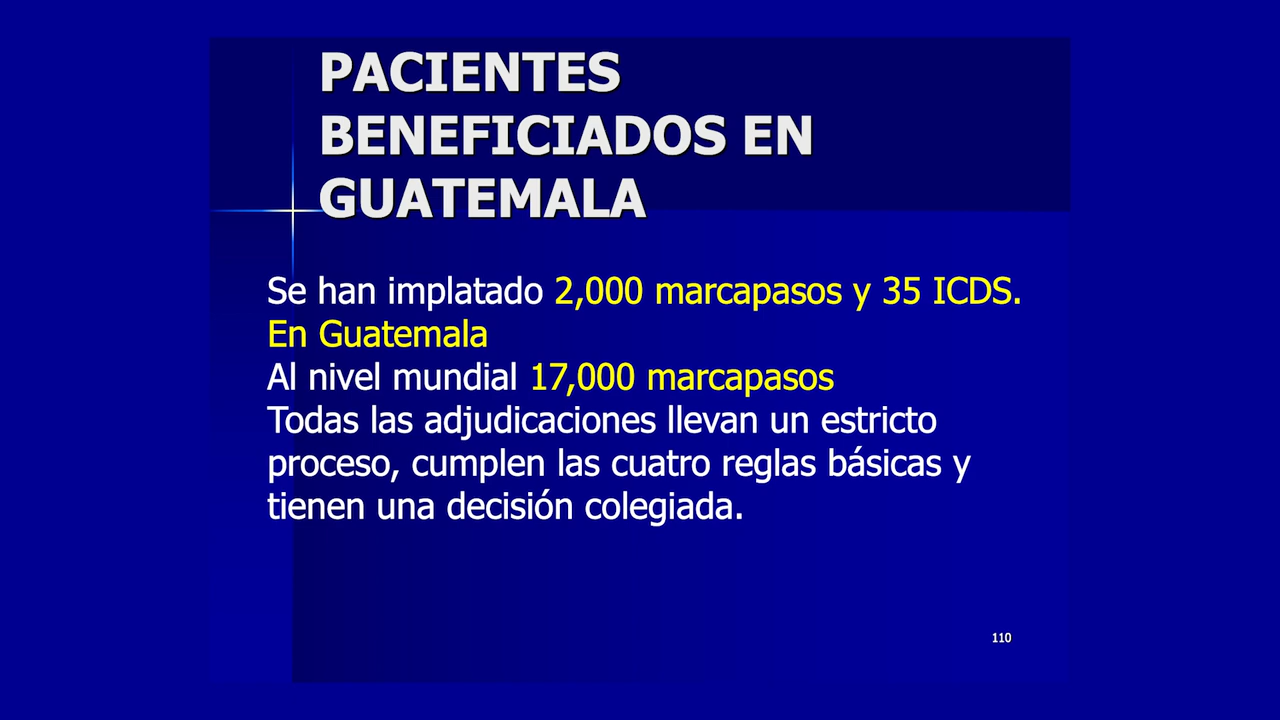 PACIENTES
BENEFICIADOS EN
GUATEMALA
Se han implatado 2,000 marcapasos y 35 ICDS.
En Guatemala
Al nivel mundial 17,000 marcapasos
Todas las adjudicaciones llevan un estricto
proceso, cumplen las cuatro reglas básicas y
tienen una decisión colegiada.
110